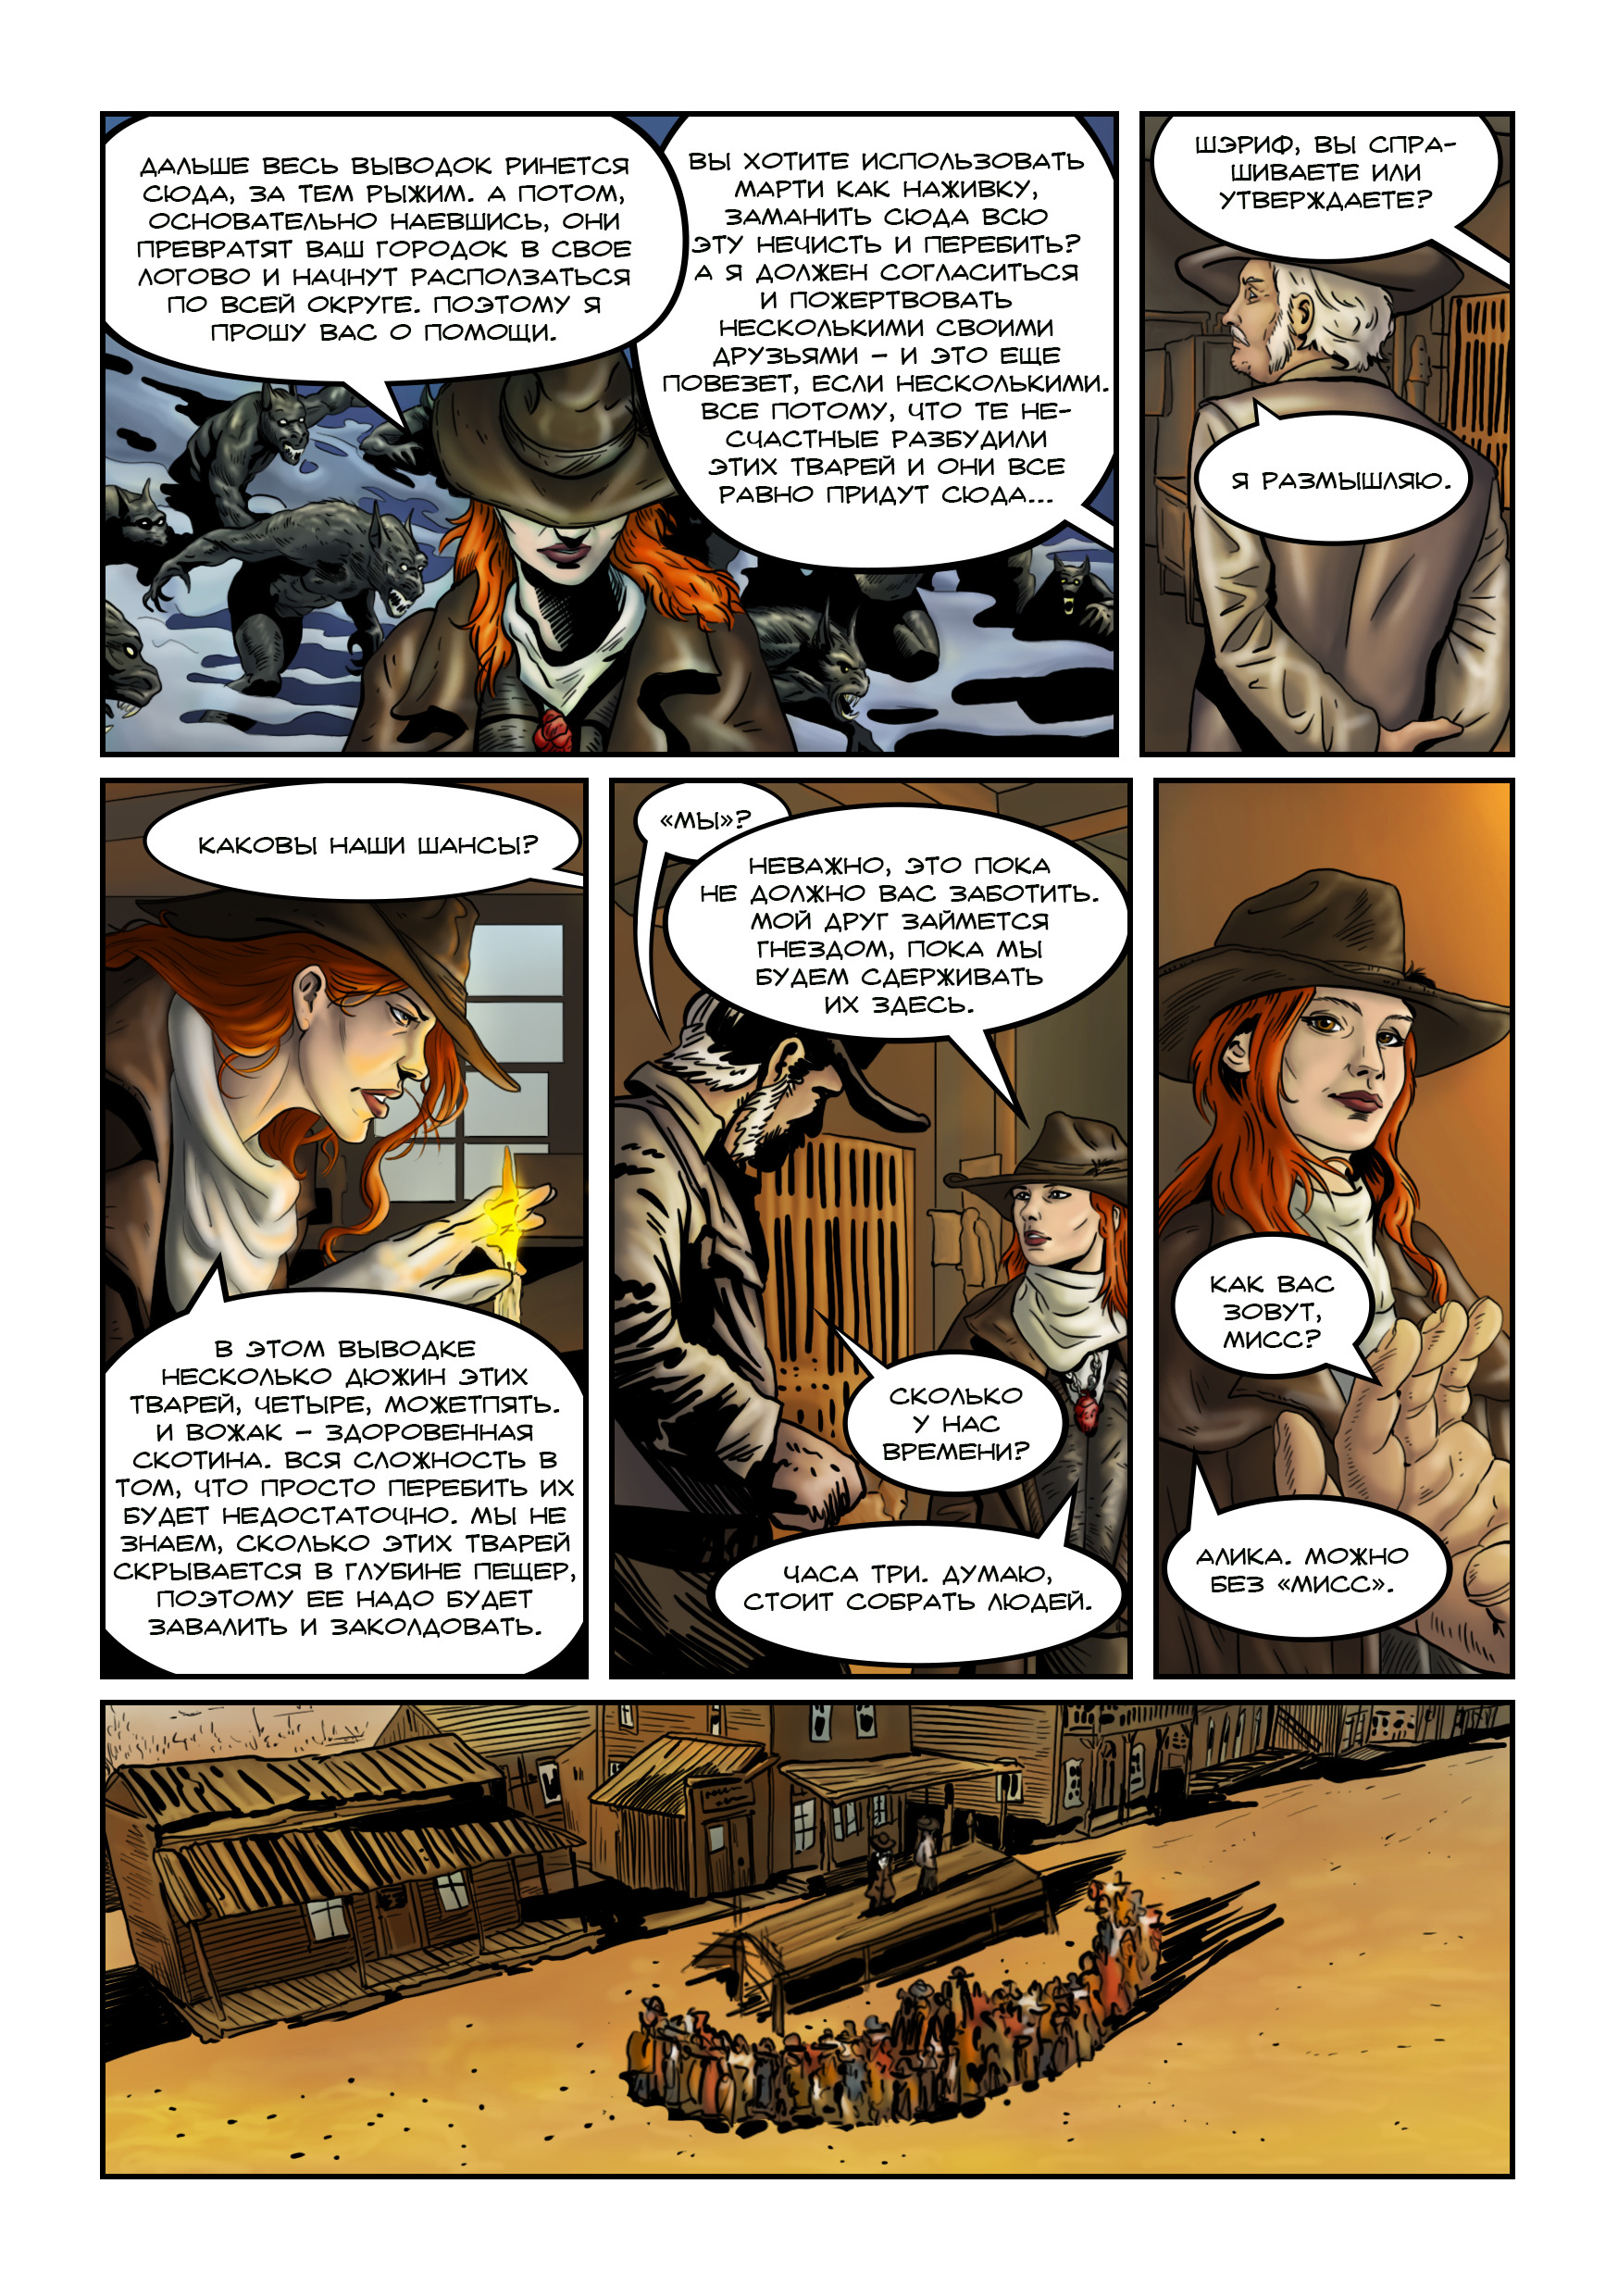 ДАЛЬШЕ ВЕСЬ ВЫВОДОК РИНЕТСЯ
СЮДА, ЗА ТЕМ РЫЖИМ. А ПОТОМ,
ОСНОВАТЕЛЬНО НАЕВШИСЬ, ОНИ
ПРЕВРАТЯТ ВАШ ГОРОДОК В СВОЕ
ЛОГОВО И НАЧНУТ РАСПОЛЗАТЬСЯ
ПО ВСЕЙ ОКРУГЕ. ПОЭТОМУ Я
ПРОШУ ВАС О ПОМОЩИ.
ВЫ ХОТИТЕ ИСПОЛЬЗОВАТЬ
МАРТИ КАК НАЖИВКУ,
ЗАМАНИТЬ СЮДА ВСЮ
ЭТУ НЕЧИСТЬ И ПЕРЕБИТЬ?
А Я ДОЛЖЕН СОГЛАСИТЬСЯ
И ПОЖЕРТВОВАТЬ
НЕСКОЛЬКИМИ СВОИМИ
ДРУЗЬЯМИ – И ЭТО ЕЩЕ
ПОВЕЗЕТ, ЕСЛИ НЕСКОЛЬКИМИ.
ВСЕ ПОТОМУ, ЧТО ТЕ НЕ-
СЧАСТНЫЕ РАЗБУДИЛИ
ЭТИХ ТВАРЕЙ И ОНИ ВСЕ
РАВНО ПРИДУТ СЮДА...
ШЭРИФ, ВЫ СПРА-
ШИВАЕТЕ ИЛИ
УТВЕРЖДАЕТЕ?
Я РАЗМЫШЛЯЮ.
КАКОВЫ НАШИ ШАНСЫ?
В ЭТОМ ВЫВОДКЕ
НЕСКОЛЬКО ДЮЖИН ЭТИХ
ТВАРЕЙ, ЧЕТЫРЕ, МОЖЕТПЯТЬ.
И ВОЖАК – ЗДОРОВЕННАЯ
СКОТИНА. ВСЯ СЛОЖНОСТЬ В
ТОМ, ЧТО ПРОСТО ПЕРЕБИТЬ ИХ
БУДЕТ НЕДОСТАТОЧНО. МЫ НЕ
ЗНАЕМ, СКОЛЬКО ЭТИХ ТВАРЕЙ
СКРЫВАЕТСЯ В ГЛУБИНЕ ПЕЩЕР,
ПОЭТОМУ ЕЕ НАДО БУДЕТ
ЗАВАЛИТЬ И ЗАКОЛДОВАТЬ.
«МЫ»?
НЕВАЖНО, ЭТО ПОКА
НЕ ДОЛЖНО ВАС ЗАБОТИТЬ.
МОЙ ДРУГ ЗАЙМЕТСЯ
ГНЕЗДОМ, ПОКА МЫ
БУДЕМ СДЕРЖИВАТЬ
ИХ ЗДЕСЬ.
СКОЛЬКО
У НАС
ВРЕМЕНИ?
ЧАСА ТРИ. ДУМАЮ,
СТОИТ СОБРАТЬ ЛЮДЕЙ.
КАК ВАС
ЗОВУТ,
МИСС?
АЛИКА. МОЖНО
БЕЗ «МИСС».